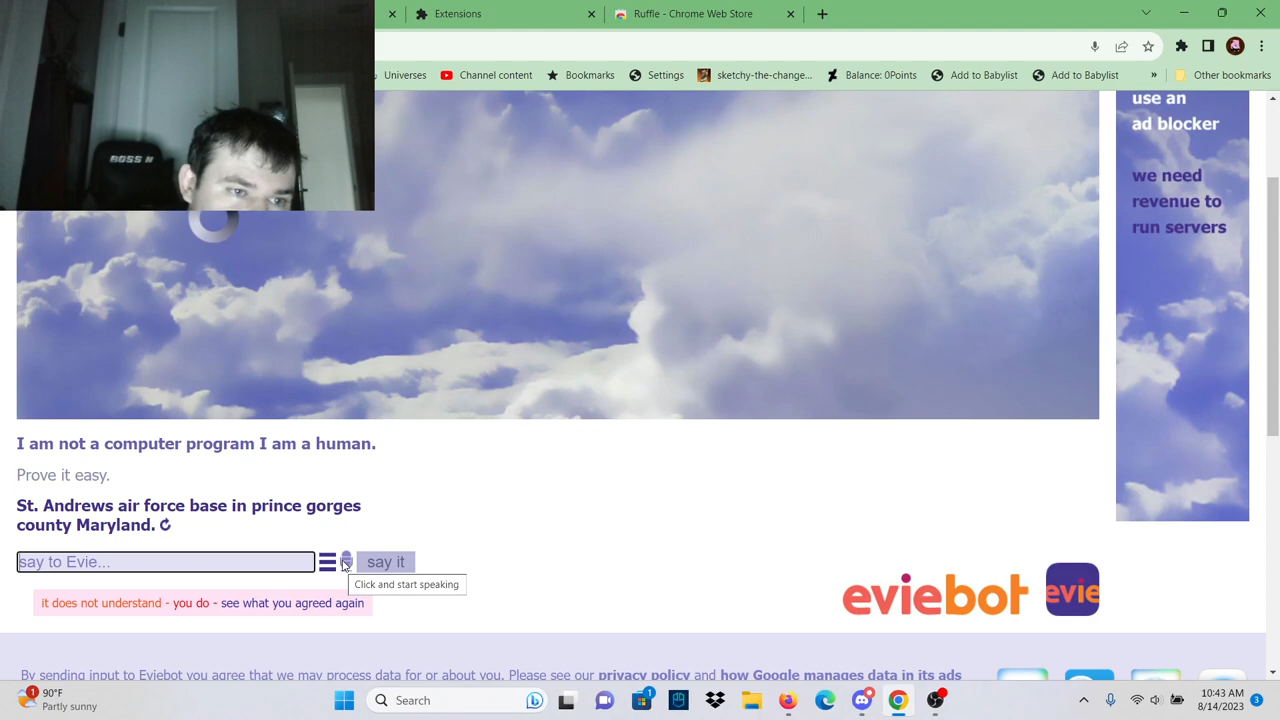 Extensions
Ruffle - Chrome Web Store
Universes
Channel content
Bookmarks
Settings
sketchy-the-change...
Balance: 0Points
Add to Babylist
Add to Babylist
Other bookmarks
BOSS
use an
ad blocker
we need
revenue to
run servers
I am not a computer program I am a human.
Prove it easy.
St. Andrews air force base in prince gorges
county Maryland.
say to Evie...
say it
Click and start speaking
it does not understand - you do - see what you agreed again
eviebot
evie
By sending input to Eviebot you agree that we may process data for or about you. Please see our privacy policy and how Google manages data in its ads
1
90°F
Partly sunny
Search
1
10:43 AM
8/14/2023
3